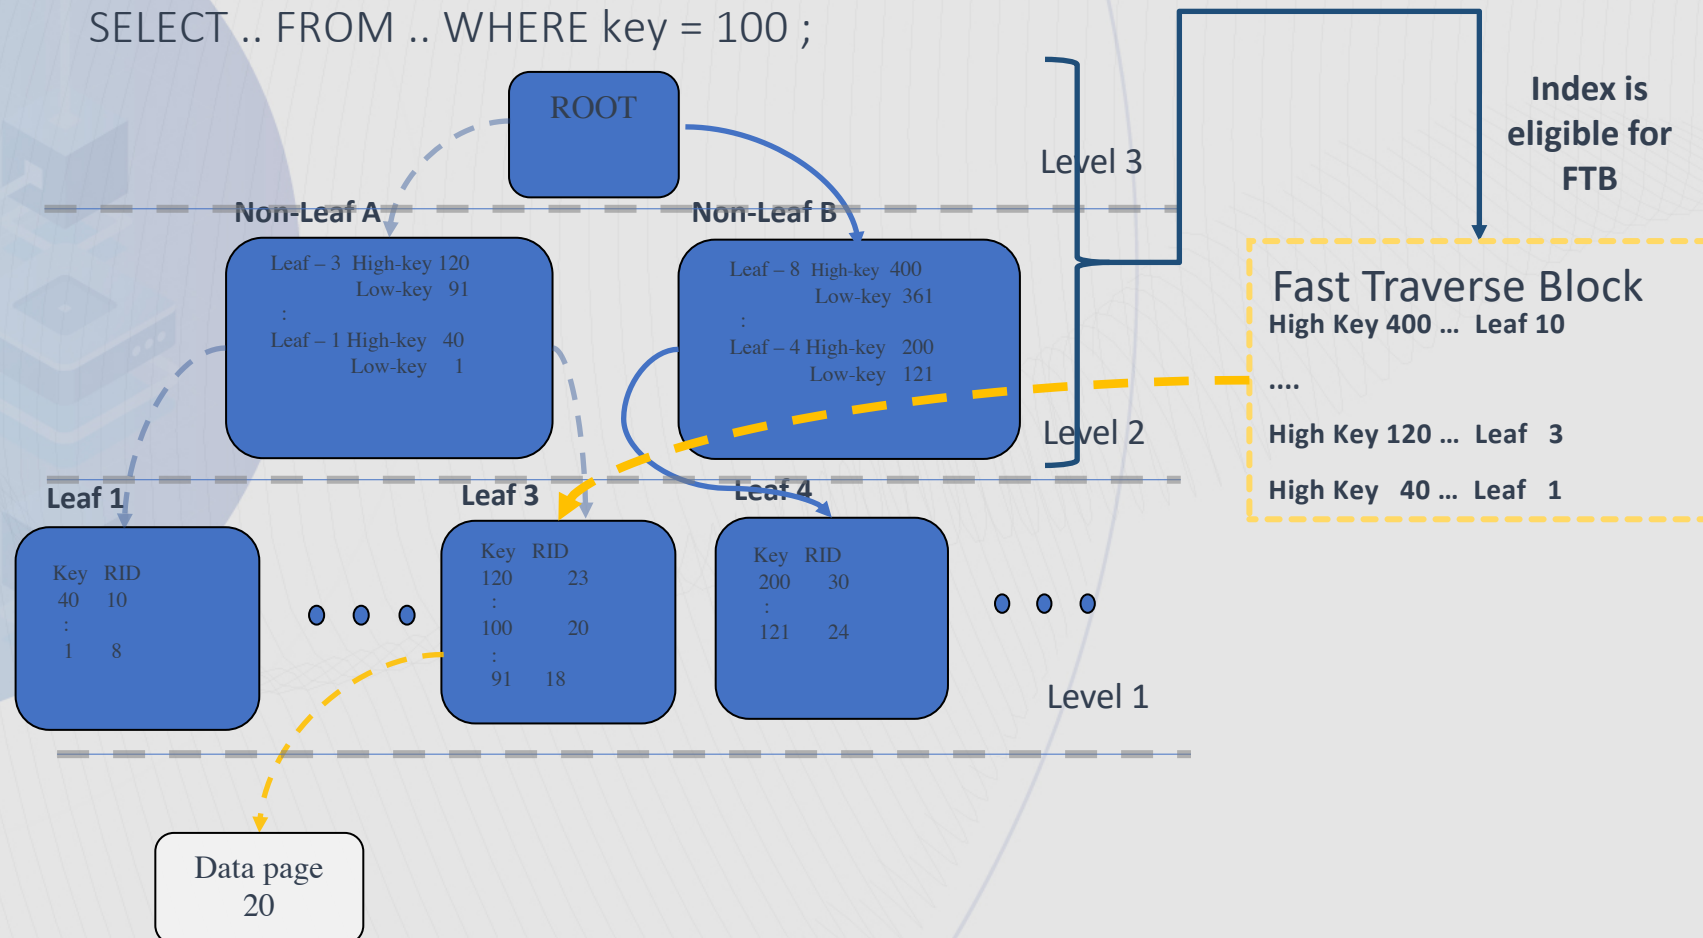 SELECT .. FROM .. WHERE key = 100 ;
ROOT
Level 3
Index is
eligible for
FTB
Non-Leaf A
Leaf – 3 High-key 120
Low-key 91
:
Leaf – 1 High-key 40
Low-key 1
Non-Leaf B
Leaf – 8 High-key 400
Low-key 361
:
Leaf – 4 High-key 200
Low-key 121
Level 2
Fast Traverse Block
High Key 400 ... Leaf 10
....
High Key 120 ... Leaf 3
High Key 40 ... Leaf 1
Leaf 1
Key RID
40 10
:
1 8
Leaf 3
Key RID
120 23
:
100 20
:
91 18
Leaf 4
Key RID
200 30
:
121 24
Level 1
Data page
20